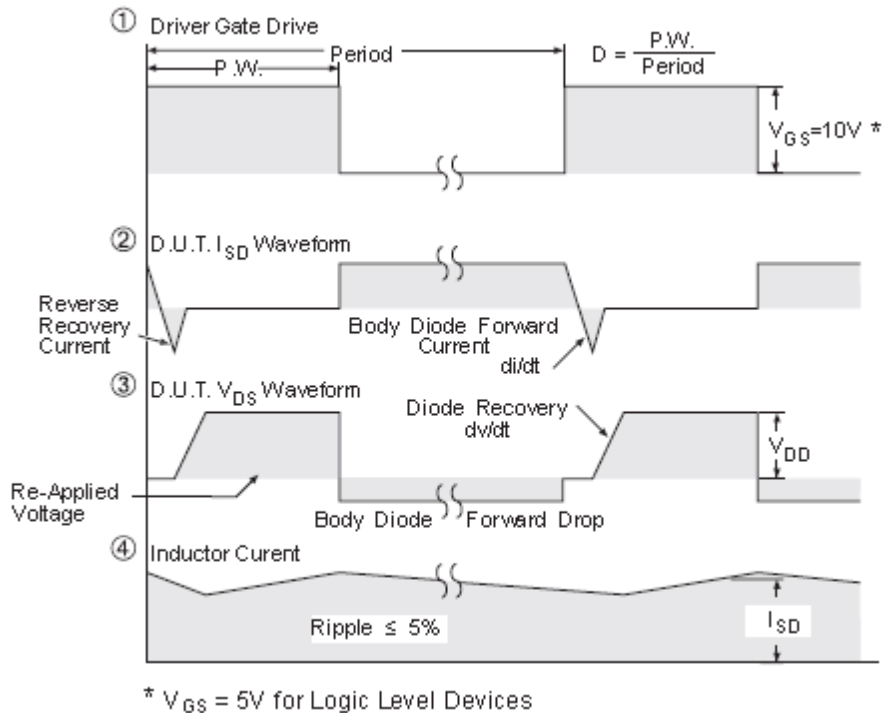 ① Driver Gate Drive
Period
P.W.
D = P.W. / Period
V_GS=10V *
② D.U.T. I_SD Waveform
Reverse
Recovery
Current
Body Diode Forward
Current
di/dt
③ D.U.T. V_DS Waveform
Diode Recovery
dv/dt
V_DD
Re-Applied
Voltage
Body Diode Forward Drop
④ Inductor Curent
Ripple ≤ 5%
I_SD
* V_GS = 5V for Logic Level Devices